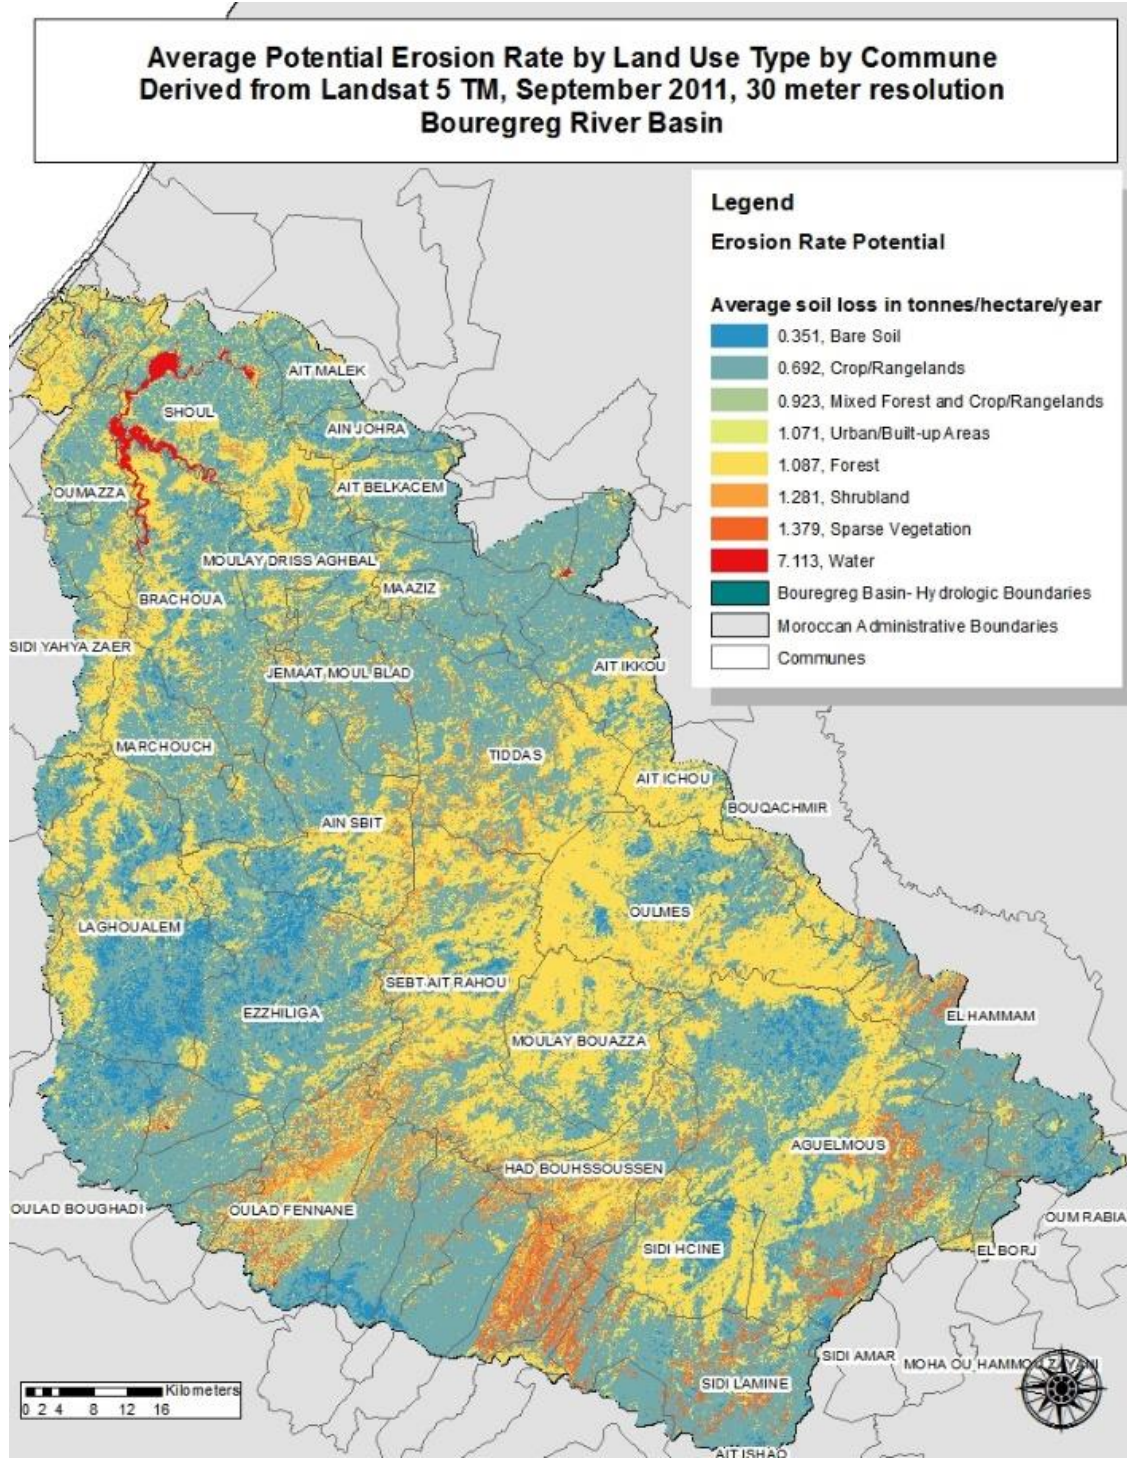 Average Potential Erosion Rate by Land Use Type by Commune
Derived from Landsat 5 TM, September 2011, 30 meter resolution
Bouregreg River Basin
Legend
Erosion Rate Potential
Average soil loss in tonnes/hectare/year
0.351, Bare Soil
0.692, Crop/Rangelands
0.923, Mixed Forest and Crop/Rangelands
1.071, Urban/Built-up Areas
1.087, Forest
1.281, Shrubland
1.379, Sparse Vegetation
7.113, Water
Bouregreg Basin- Hydrologic Boundaries
Moroccan Administrative Boundaries
Communes
AIT MALEK
SHOUL
AIN JOHRA
OUMAZZA
AIT BELKACEM
MOULAY DRISS AGHBAL
MAAZIZ
BRACHOUA
SIDI YAHYA ZAER
AIT IKKOU
JEMAAT MOUL BLAD
MARCHOUCH
TIDDAS
AIT ICHOU
BOUQACHMIR
AIN SBIT
OULMES
LAGHOUALEM
SEBT AIT RAHOU
EZZHILIGA
EL HAMMAM
MOULAY BOUAZZA
AGUELMOUS
HAD BOUHSSOUSSEN
OULAD BOUGHADI
OULAD FENNANE
OUM RABIA
SIDI HCINE
EL BORJ
SIDI AMAR
MOHA OU HAMMOU ZAYANI
SIDI LAMINE
AIT ISHAQ
Kilometers
0 2 4 8 12 16